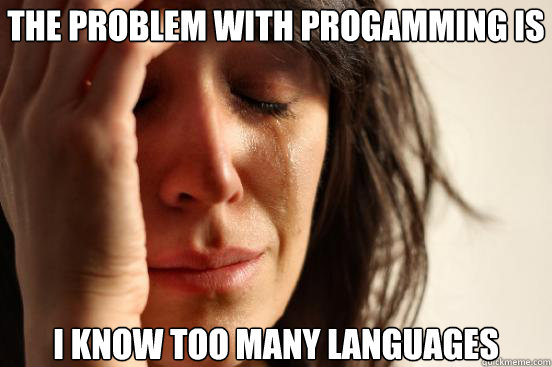 THE PROBLEM WITH PROGAMMING IS
I KNOW TOO MANY LANGUAGES
quickmeme.com